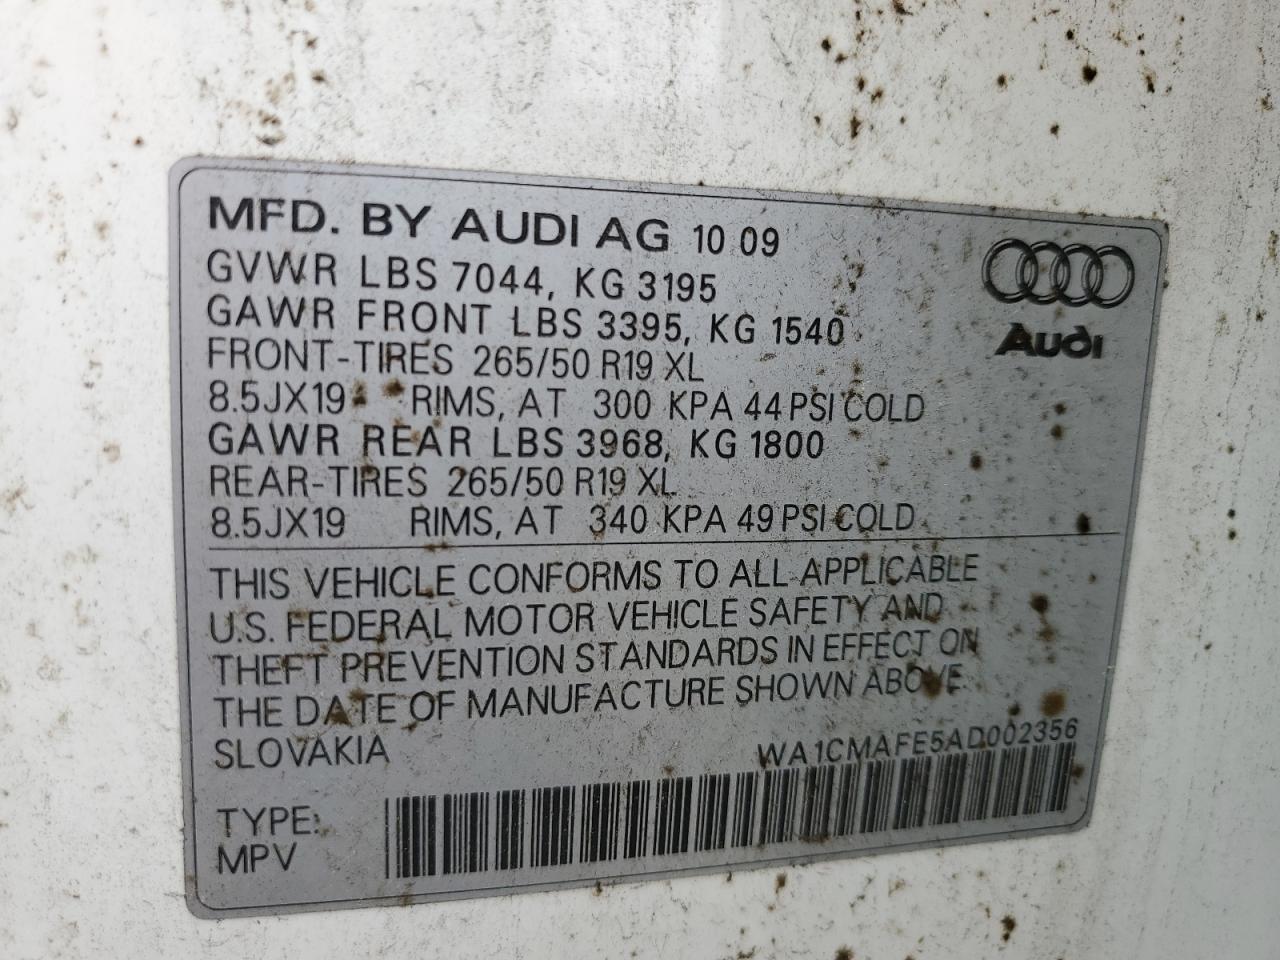 MFD. BY AUDI AG 10 09
GVWR LBS 7044, KG 3195
GAWR FRONT LBS 3395, KG 1540
FRONT-TIRES 265/50 R19 XL
8.5JX19 RIMS, AT 300 KPA 44 PSI COLD
GAWR REAR LBS 3968, KG 1800
REAR-TIRES 265/50 R19 XL
8.5JX19 RIMS, AT 340 KPA 49 PSI COLD
Audi
THIS VEHICLE CONFORMS TO ALL APPLICABLE
U.S. FEDERAL MOTOR VEHICLE SAFETY AND
THEFT PREVENTION STANDARDS IN EFFECT ON
THE DATE OF MANUFACTURE SHOWN ABOVE.
SLOVAKIA
WA1CMAFE5AD002356
TYPE:
MPV